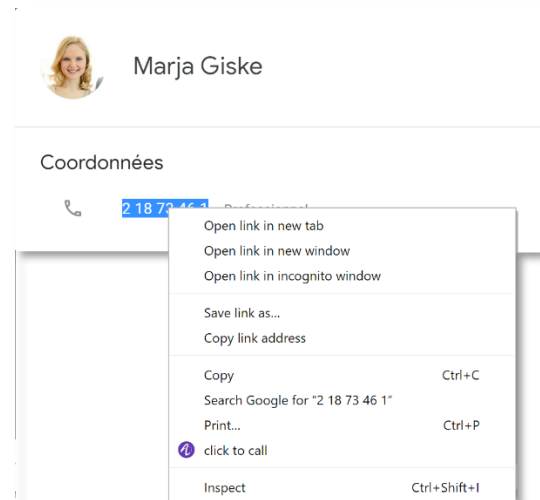 Marja Giske
Coordonnées
2 18 73 46 1 Professionnel
Open link in new tab
Open link in new window
Open link in incognito window
Save link as...
Copy link address
Copy Ctrl+C
Search Google for “2 18 73 46 1”
Print... Ctrl+P
click to call
Inspect Ctrl+Shift+I